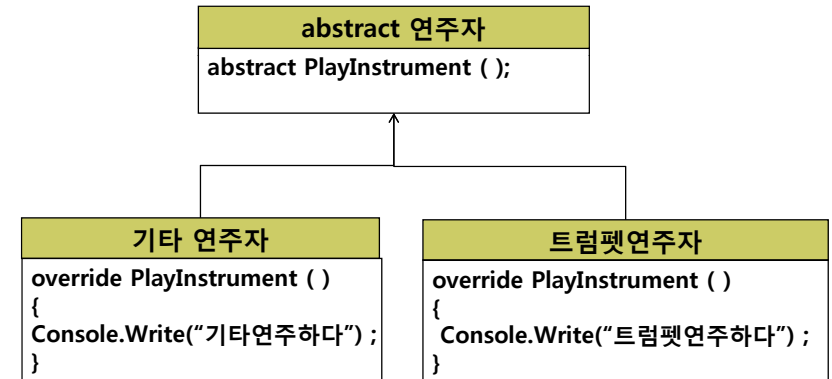 abstract 연주자
abstract PlayInstrument ( );
기타 연주자
override PlayInstrument ( )
{
Console.Write(“기타연주하다”) ;
}
트럼펫연주자
override PlayInstrument ( )
{
Console.Write(“트럼펫연주하다”) ;
}